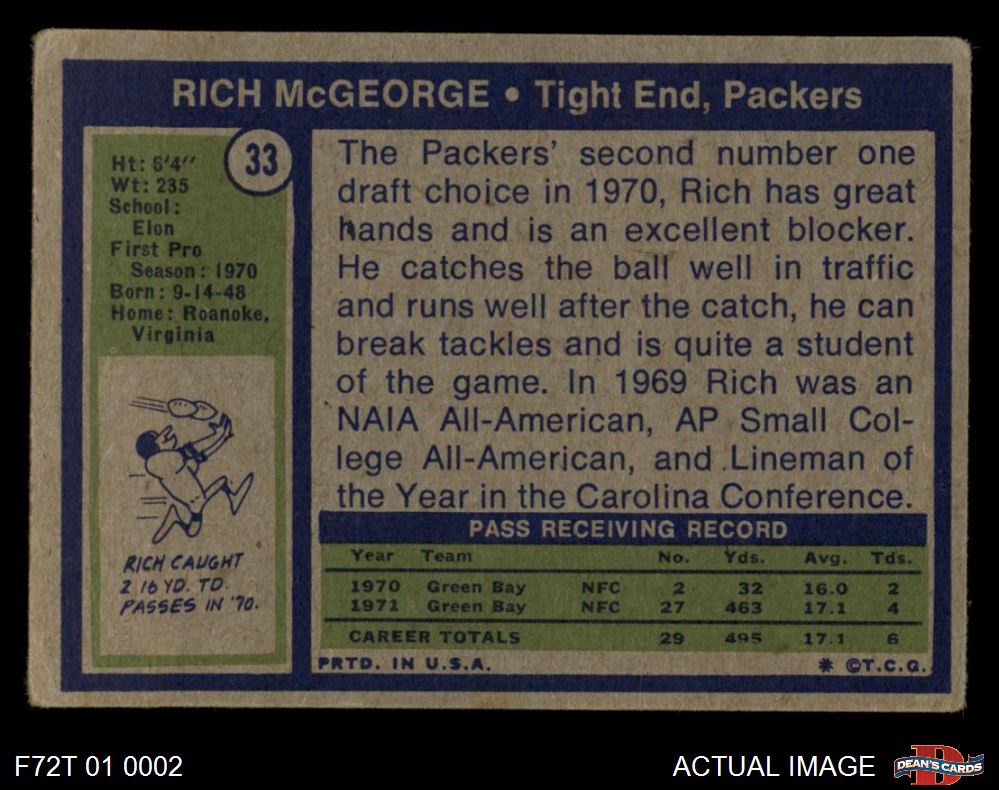 RICH McGEORGE • Tight End, Packers
33
Ht: 6'4''
Wt: 235
School:
Elon
First Pro
Season: 1970
Born: 9-14-48
Home: Roanoke,
Virginia
RICH CAUGHT
2 16 YD. TD.
PASSES IN '70.
The Packers' second number one
draft choice in 1970, Rich has great
hands and is an excellent blocker.
He catches the ball well in traffic
and runs well after the catch, he can
break tackles and is quite a student
of the game. In 1969 Rich was an
NAIA All-American, AP Small Col-
lege All-American, and Lineman of
the Year in the Carolina Conference.
PASS RECEIVING RECORD
Year Team No. Yds. Avg. Tds.
1970 Green Bay NFC 2 32 16.0 2
1971 Green Bay NFC 27 463 17.1 4
CAREER TOTALS 29 495 17.1 6
PRTD. IN U.S.A. * ©T.C.G.
F72T 01 0002 ACTUAL IMAGE
D
DEAN'S CARDS